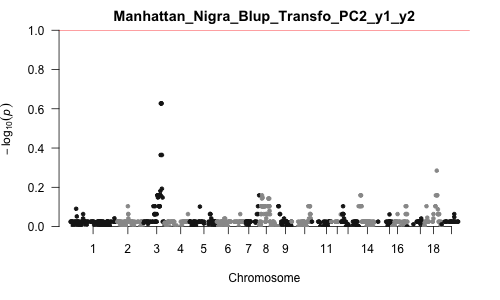 Manhattan_Nigra_Blup_Transfo_PC2_y1_y2
1.0
0.8
0.6
0.4
0.2
0.0
− log10(p)
1 2 3 4 5 6 7 8 9 11 14 16 18
Chromosome